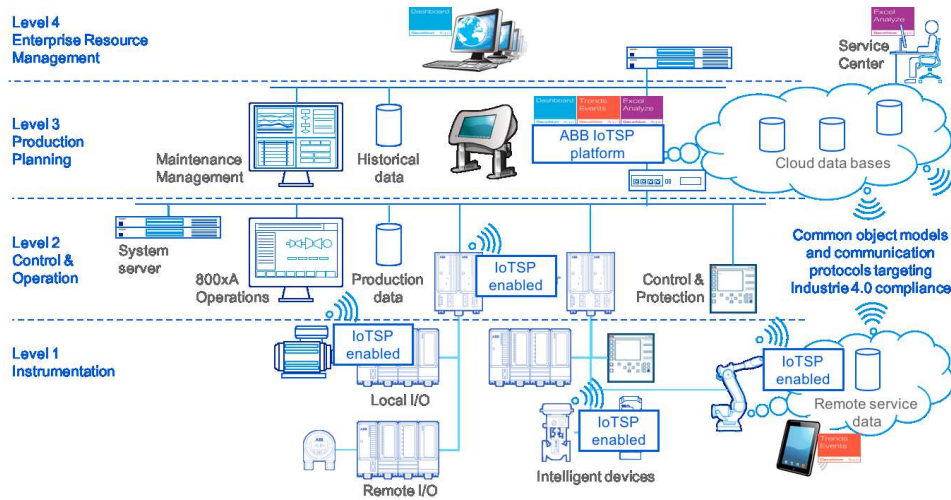 Level 4
Enterprise Resource
Management
Dashboard
Excel
Analyze
Service
Center
Level 3
Production
Planning
Maintenance
Management
Historical
data
Dashboard
Trends
Events
Excel
Analyze
ABB IoTSP
platform
Cloud data bases
Level 2
Control &
Operation
System
server
800xA
Operations
Production
data
IoTSP
enabled
Control &
Protection
Common object models
and communication
protocols targeting
Industrie 4.0 compliance
Level 1
Instrumentation
IoTSP
enabled
Local I/O
ABB
Remote I/O
IoTSP
enabled
Intelligent devices
IoTSP
enabled
Remote service
data
Trends
Events